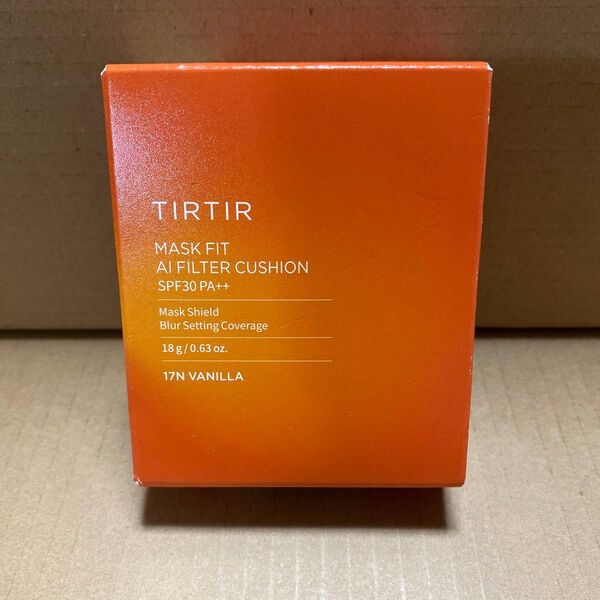 TIRTIR
MASK FIT
AI FILTER CUSHION
SPF30 PA++
Mask Shield
Blur Setting Coverage
18 g / 0.63 oz.
17N VANILLA